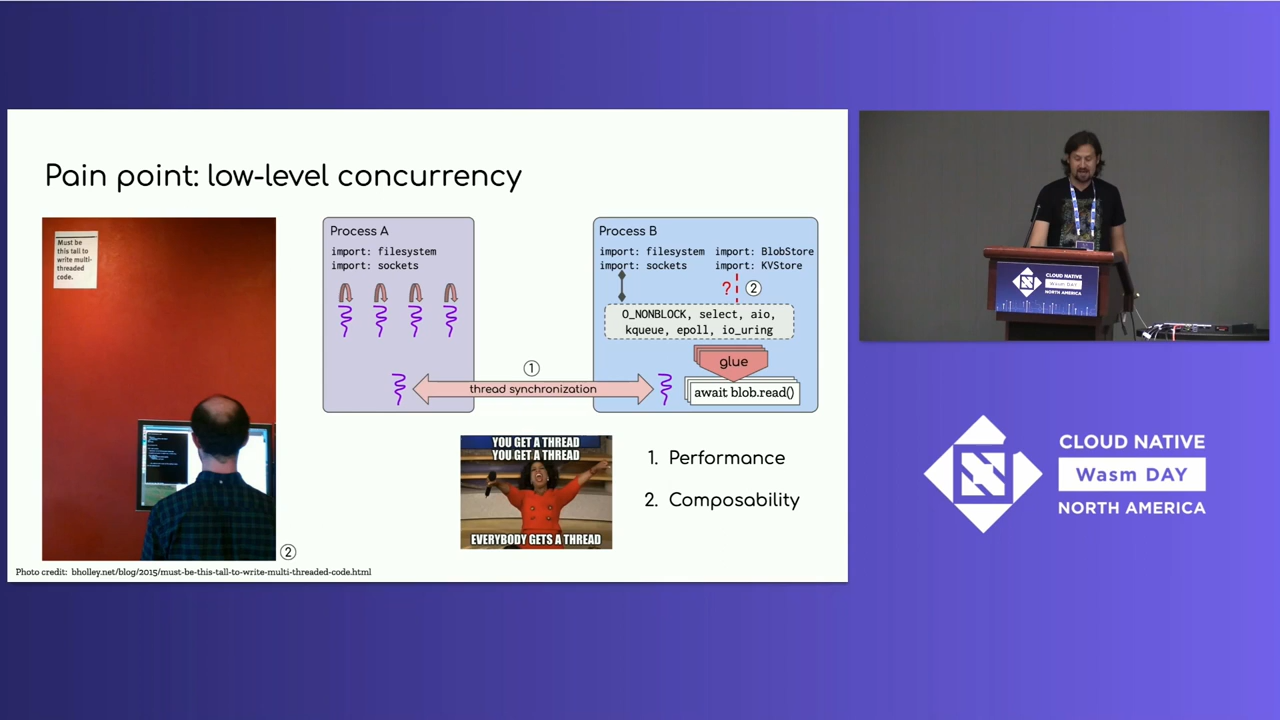 Pain point: low-level concurrency
Must be
this tall to
write multi-
threaded
code.
②
Photo credit: bholley.net/blog/2015/must-be-this-tall-to-write-multi-threaded-code.html
Process A
import: filesystem
import: sockets
①
thread synchronization
Process B
import: filesystem import: BlobStore
import: sockets import: KVStore
? ②
O_NONBLOCK, select, aio,
kqueue, epoll, io_uring
glue
await blob.read()
YOU GET A THREAD
YOU GET A THREAD
EVERYBODY GETS A THREAD
1. Performance
2. Composability
CLOUD NATIVE
Wasm DAY
NORTH AMERICA
CLOUD NATIVE
Wasm DAY
NORTH AMERICA